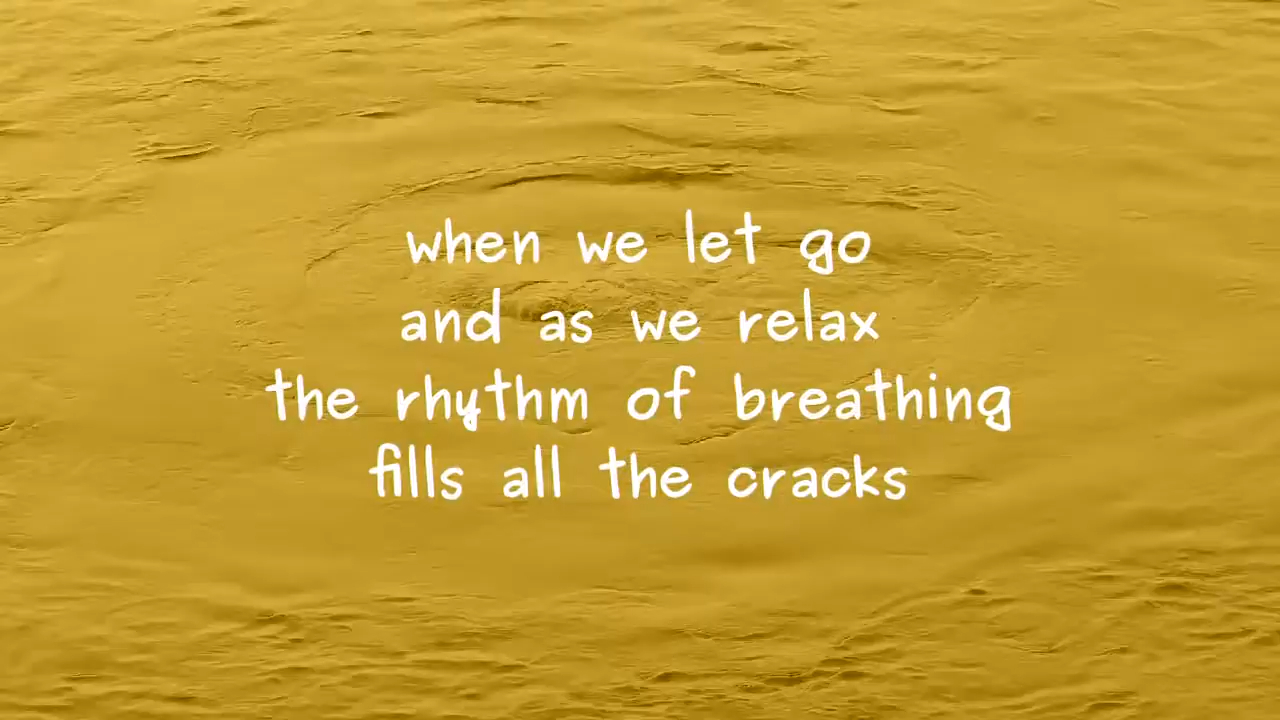 when we let go
and as we relax
the rhythm of breathing
fills all the cracks